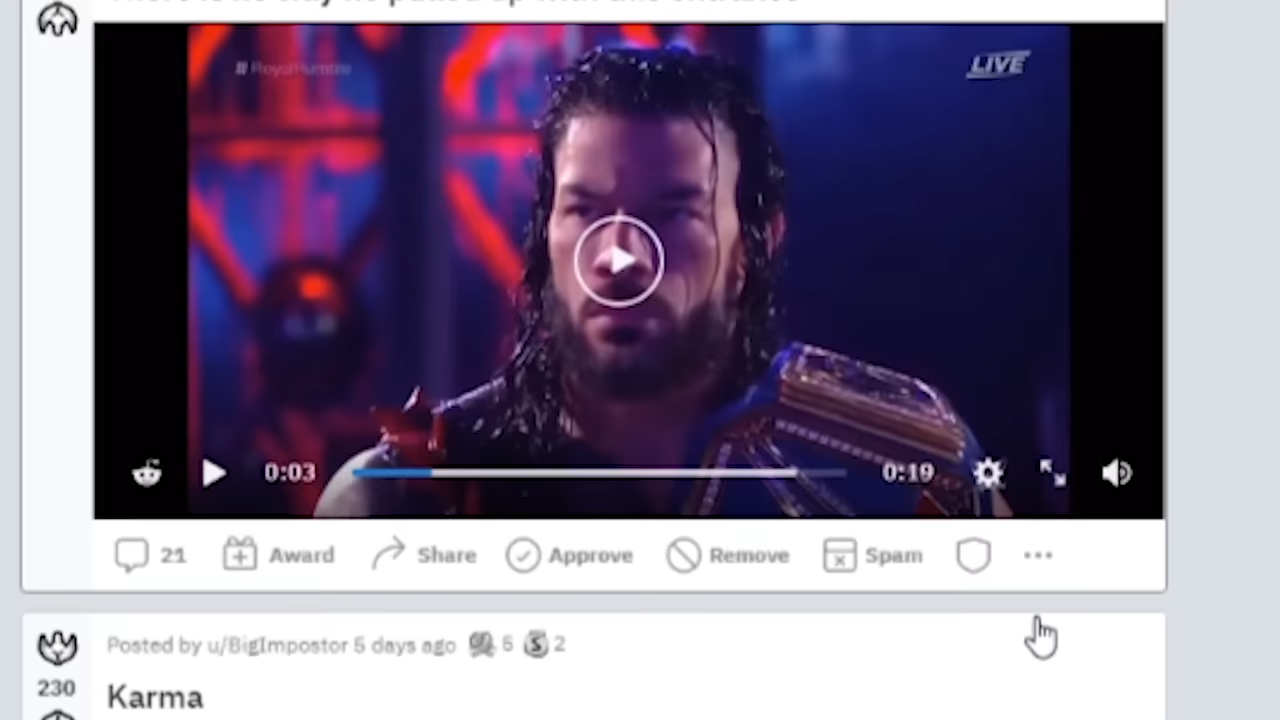 #RoyalRumble
LIVE
0:03
0:19
21 Award Share Approve Remove Spam
Posted by u/BigImpostor 5 days ago 5 2
230
Karma